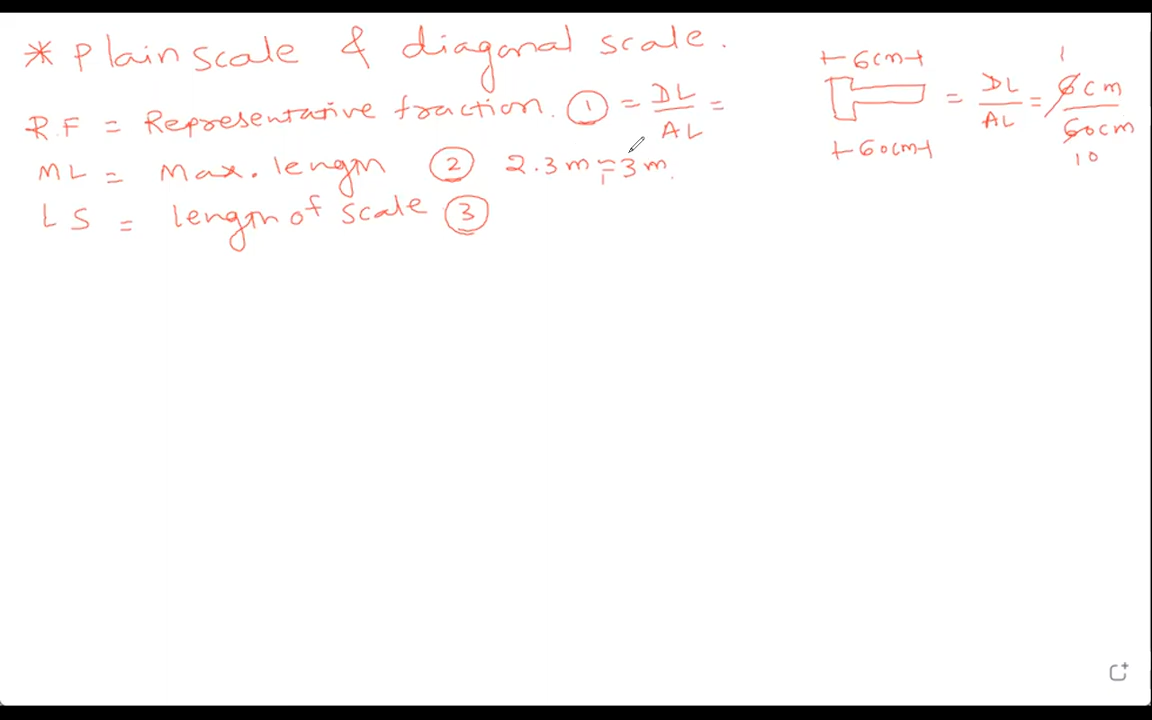 * Plain scale & diagonal scale.
R.F = Representative fraction. ① = DL/AL =
ML = Max. length ② 2.3m = 3m.
LS = length of scale ③
6cm
= DL/AL = 6cm/60cm
1
10
60cm